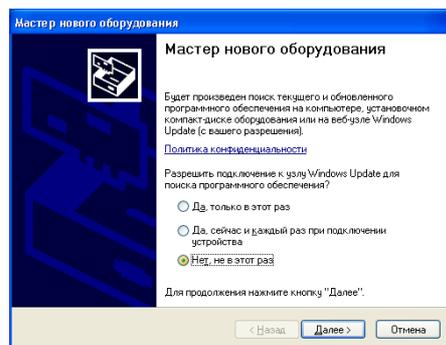 Мастер нового оборудования
Мастер нового оборудования
Будет произведен поиск текущего и обновленного
программного обеспечения на компьютере, установочном
компакт-диске оборудования или на веб-узле Windows
Update (с вашего разрешения).
Политика конфиденциальности
Разрешить подключение к узлу Windows Update для
поиска программного обеспечения?
Да, только в этот раз
Да, сейчас и каждый раз при подключении
устройства
Нет, не в этот раз
Для продолжения нажмите кнопку "Далее".
< Назад Далее > Отмена